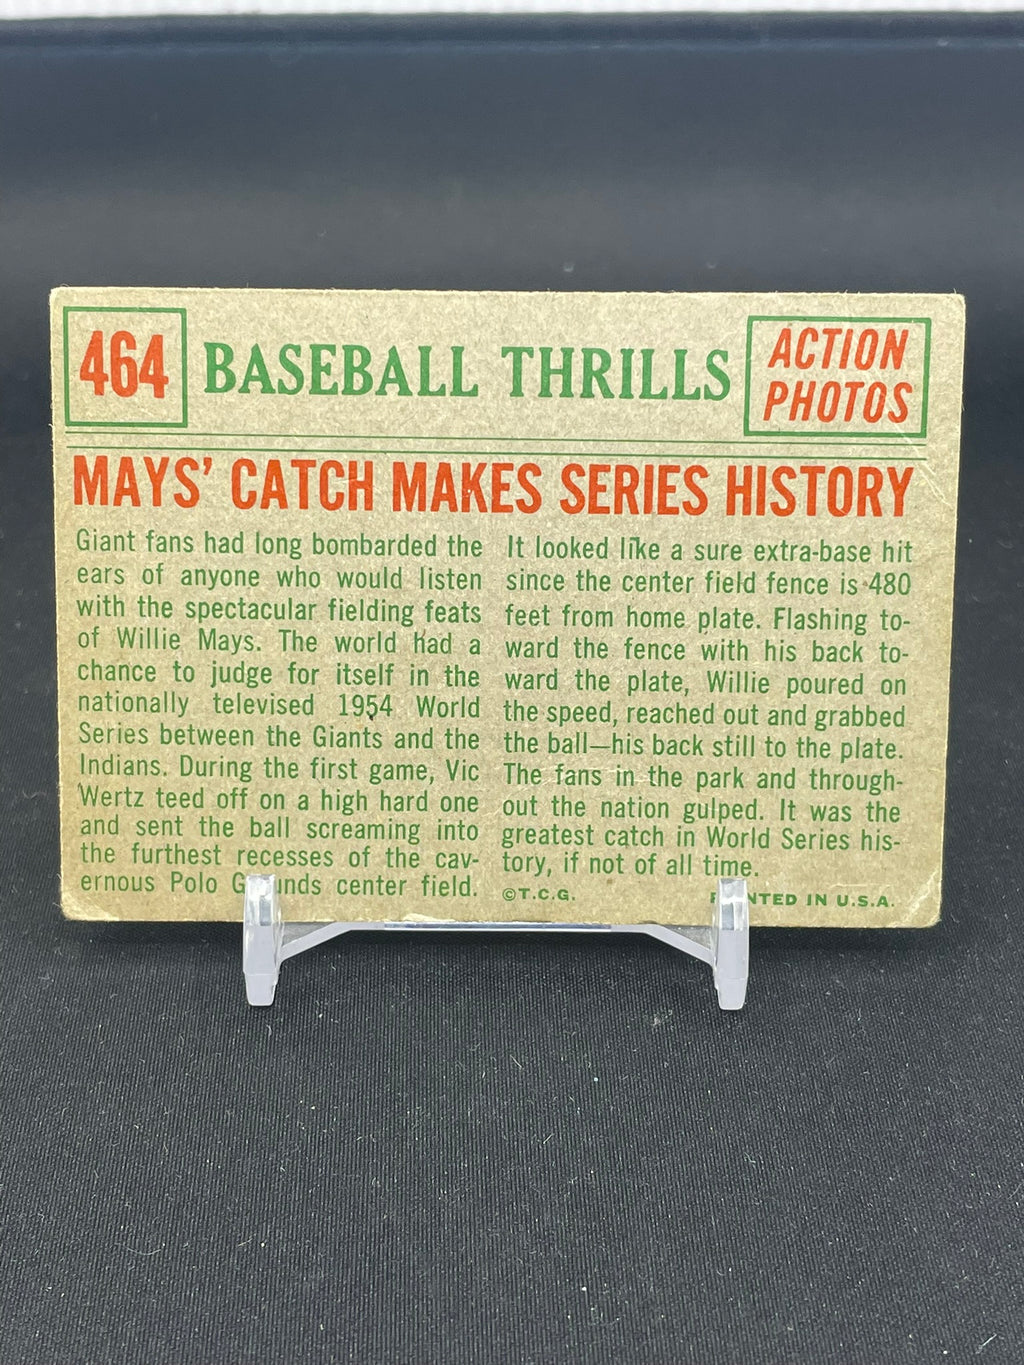 464
BASEBALL THRILLS
ACTION
PHOTOS
MAYS' CATCH MAKES SERIES HISTORY
Giant fans had long bombarded the
ears of anyone who would listen
with the spectacular fielding feats
of Willie Mays. The world had a
chance to judge for itself in the
nationally televised 1954 World
Series between the Giants and the
Indians. During the first game, Vic
Wertz teed off on a high hard one
and sent the ball screaming into
the furthest recesses of the cav-
ernous Polo Grounds center field.
It looked like a sure extra-base hit
since the center field fence is 480
feet from home plate. Flashing to-
ward the fence with his back to-
ward the plate, Willie poured on
the speed, reached out and grabbed
the ball—his back still to the plate.
The fans in the park and through-
out the nation gulped. It was the
greatest catch in World Series his-
tory, if not of all time.
©T.C.G.
PRINTED IN U.S.A.